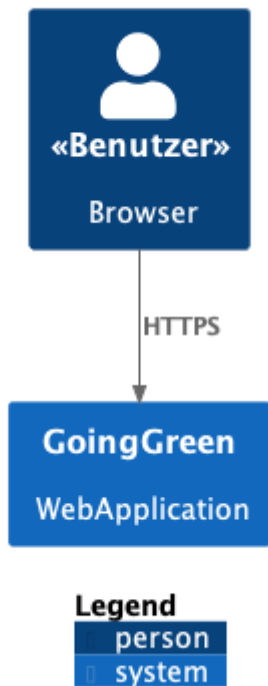 «Benutzer»
Browser
HTTPS
GoingGreen
WebApplication
Legend
person
system